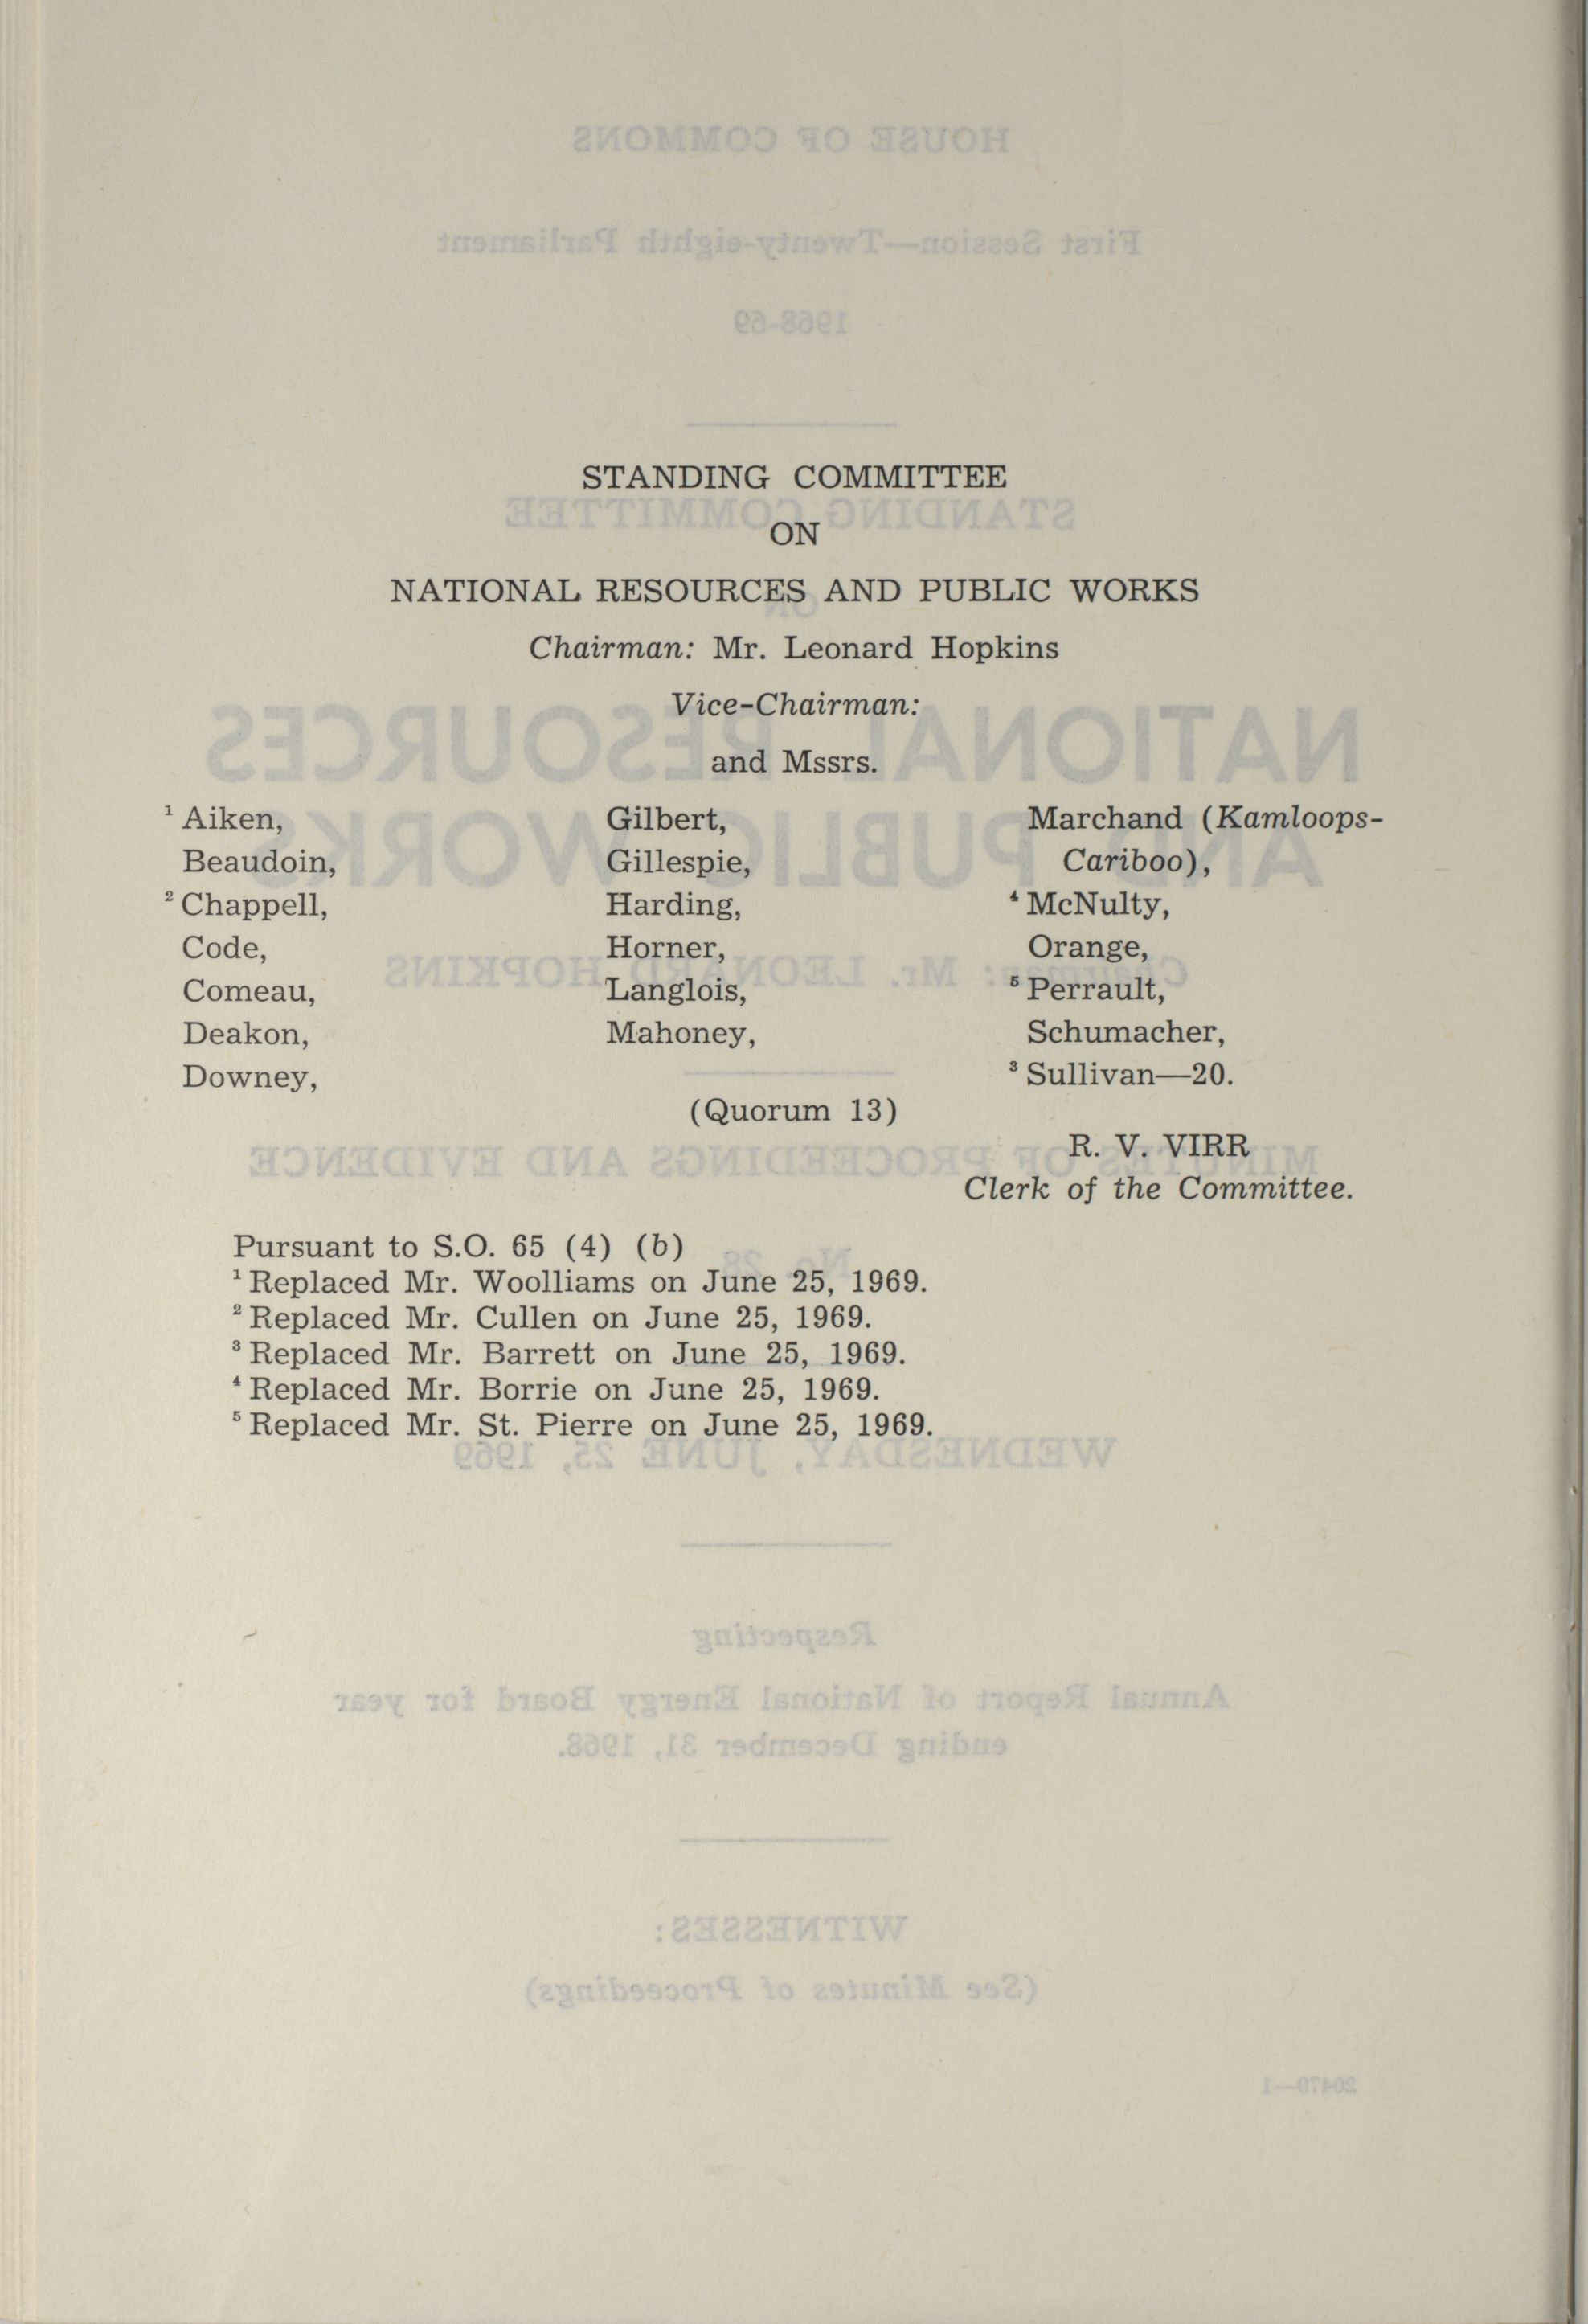 STANDING COMMITTEE
ON
NATIONAL RESOURCES AND PUBLIC WORKS
Chairman: Mr. Leonard Hopkins
Vice-Chairman:
and Mssrs.
¹ Aiken,
Beaudoin,
² Chappell,
Code,
Comeau,
Deakon,
Downey,
Gilbert,
Gillespie,
Harding,
Horner,
Langlois,
Mahoney,
Marchand (Kamloops-
Cariboo),
⁴ McNulty,
Orange,
⁵ Perrault,
Schumacher,
³ Sullivan—20.
(Quorum 13)
R. V. VIRR
Clerk of the Committee.
Pursuant to S.O. 65 (4) (b)
¹ Replaced Mr. Woolliams on June 25, 1969.
² Replaced Mr. Cullen on June 25, 1969.
³ Replaced Mr. Barrett on June 25, 1969.
⁴ Replaced Mr. Borrie on June 25, 1969.
⁵ Replaced Mr. St. Pierre on June 25, 1969.